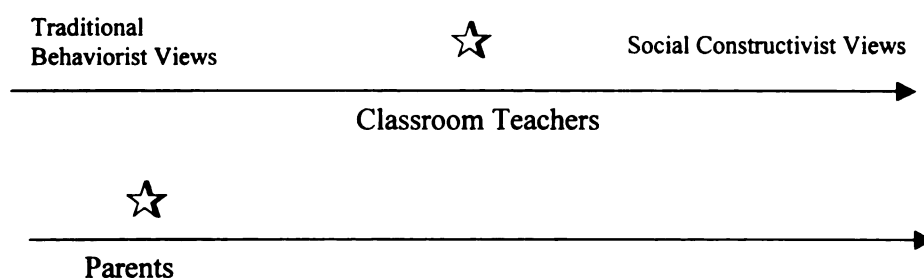 Traditional
Behaviorist Views
Social Constructivist Views
Classroom Teachers
Parents